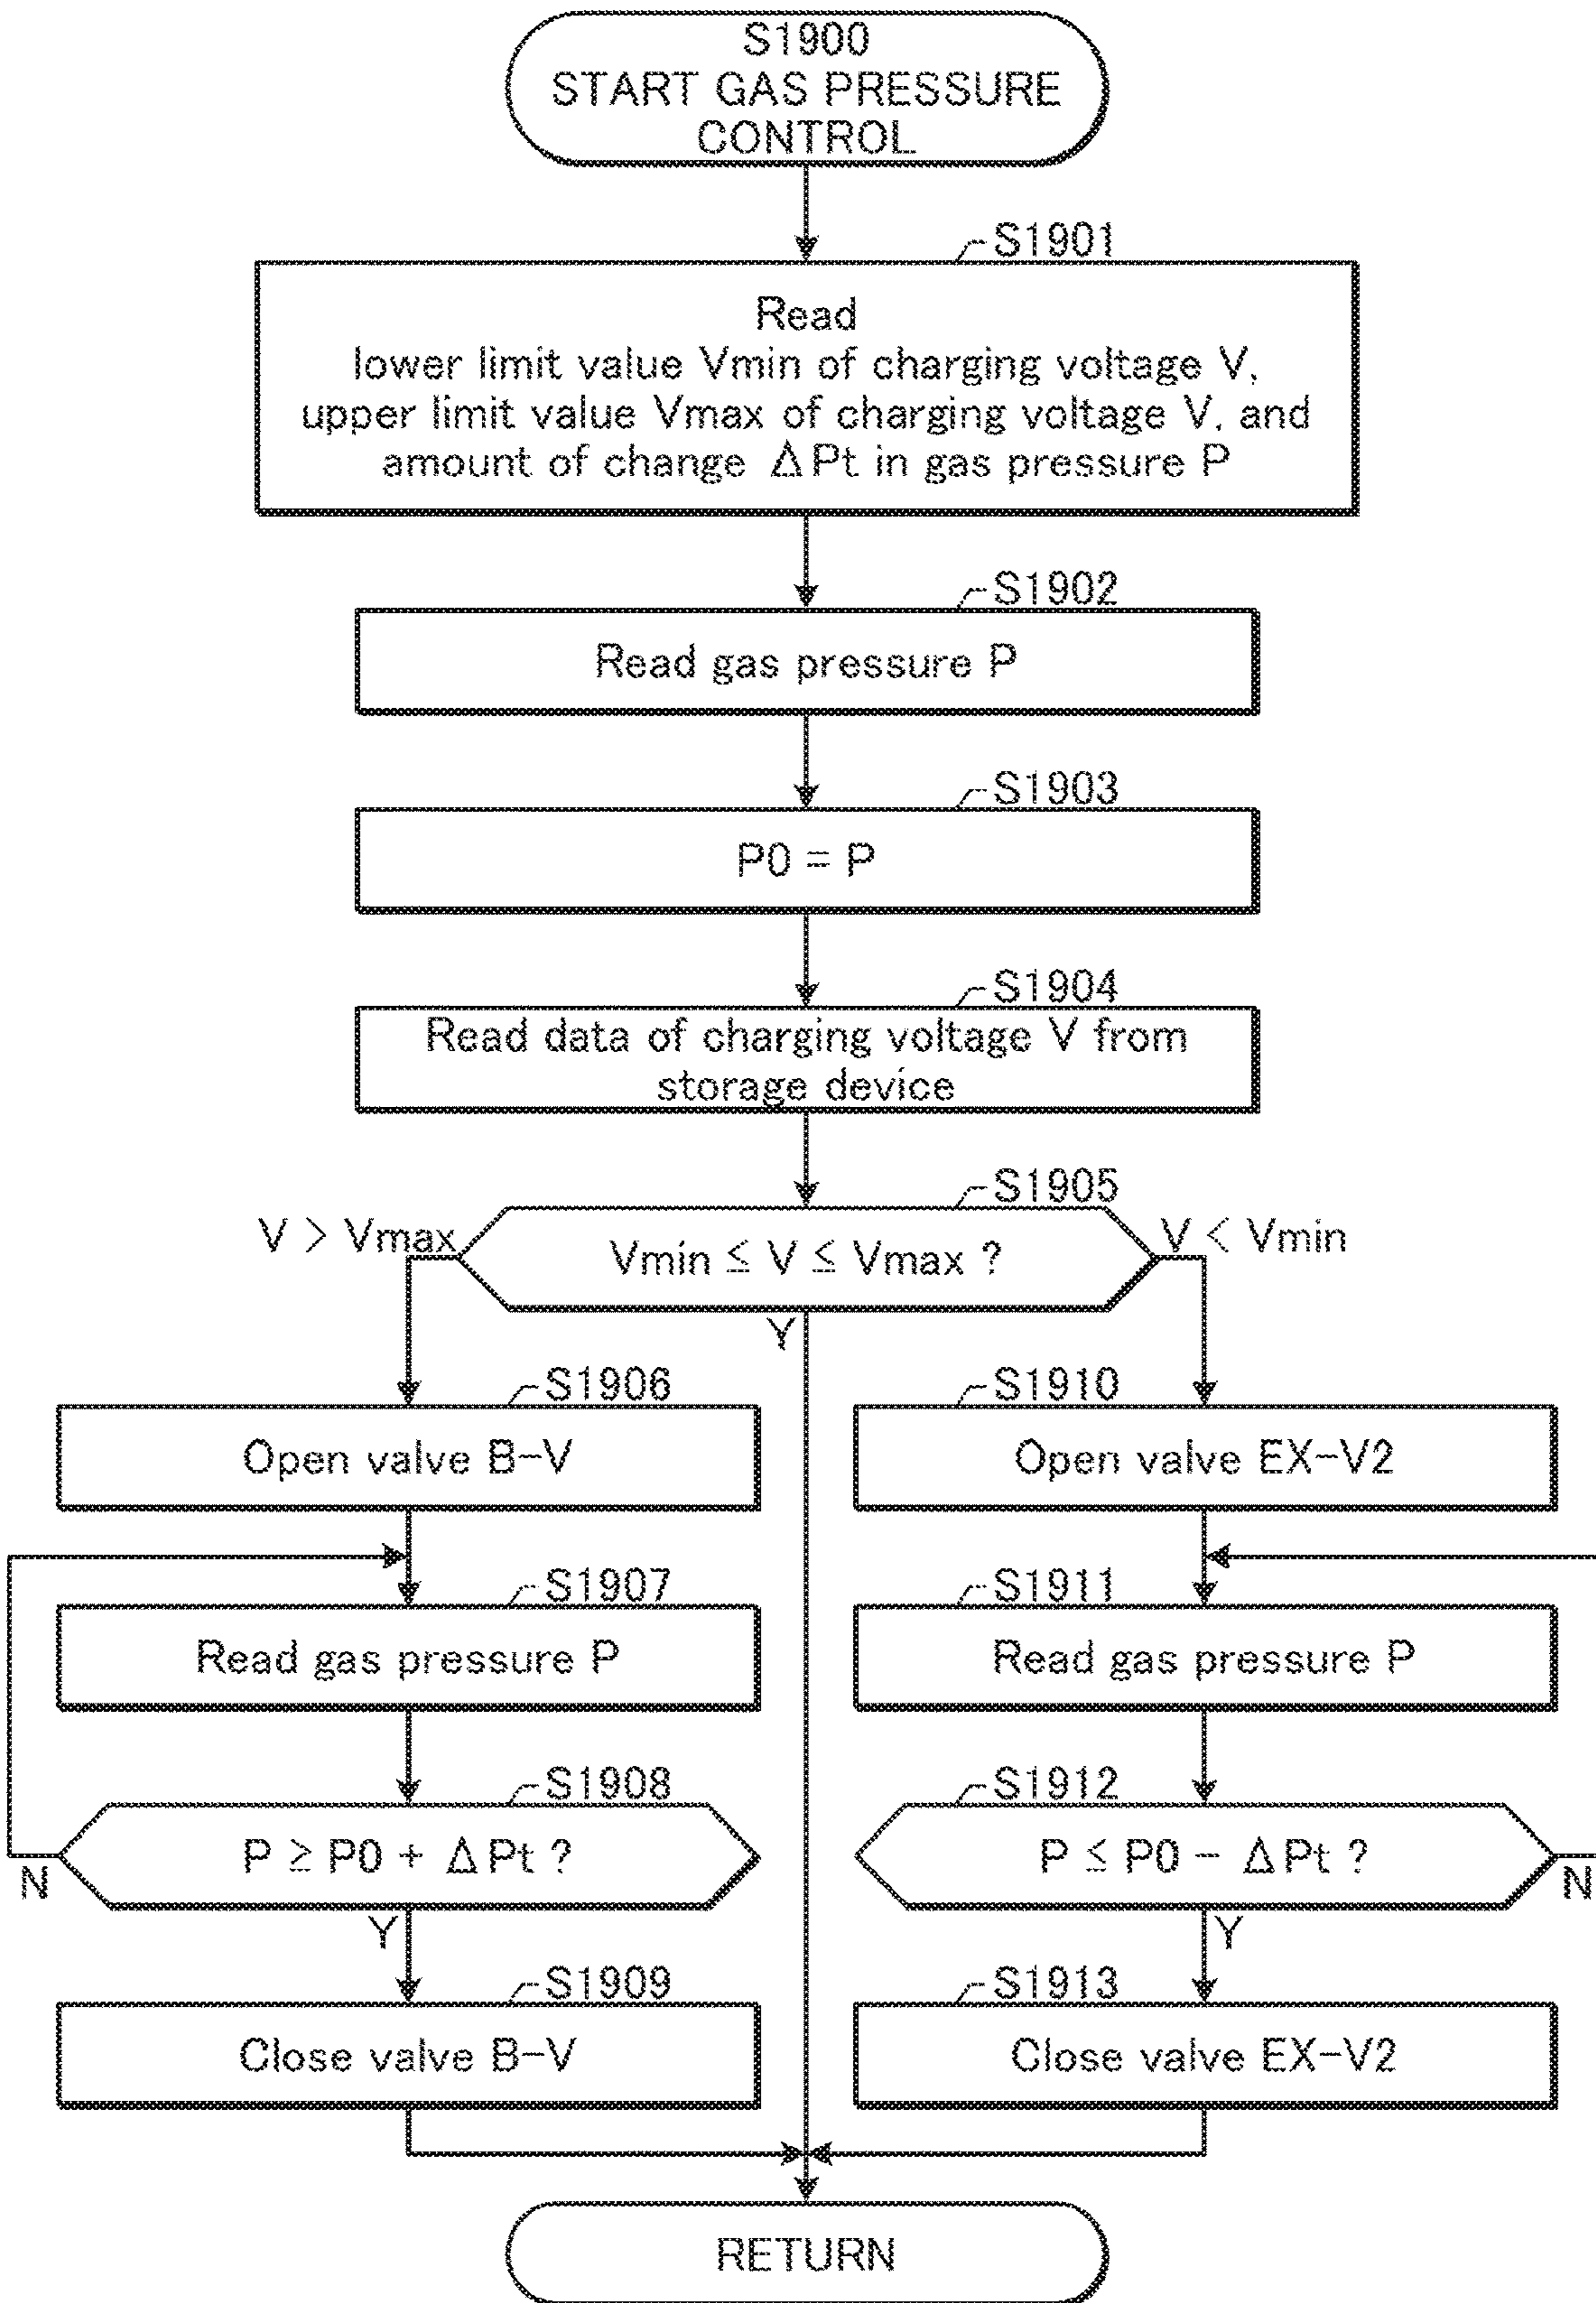 S1900
START GAS PRESSURE
CONTROL
S1901
Read
lower limit value Vmin of charging voltage V,
upper limit value Vmax of charging voltage V, and
amount of change ΔPt in gas pressure P
S1902
Read gas pressure P
S1903
P0 = P
S1904
Read data of charging voltage V from
storage device
S1905
V > Vmax
Vmin ≦ V ≦ Vmax ?
V < Vmin
Y
S1906
Open valve B-V
S1907
Read gas pressure P
S1908
P ≥ P0 + ΔPt ?
N
Y
S1909
Close valve B-V
S1910
Open valve EX-V2
S1911
Read gas pressure P
S1912
P ≤ P0 - ΔPt ?
N
Y
S1913
Close valve EX-V2
RETURN